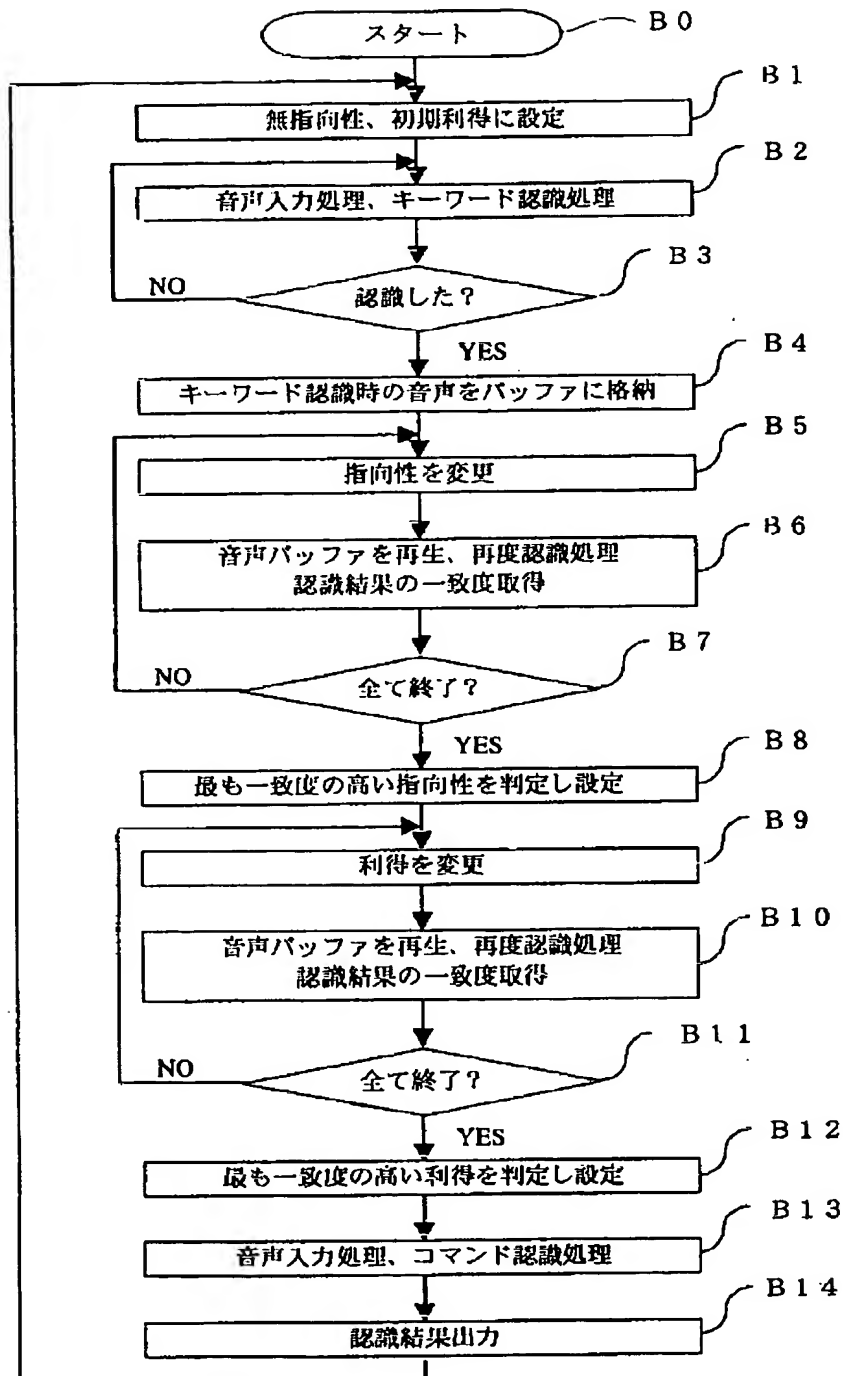 スタート
B0
B1
無指向性、初期利得に設定
B2
音声入力処理、キーワード認識処理
B3
NO
認識した?
YES
B4
キーワード認識時の音声をバッファに格納
B5
指向性を変更
B6
音声バッファを再生、再度認識処理
認識結果の一致度取得
B7
NO
全て終了?
YES
B8
最も一致度の高い指向性を判定し設定
B9
利得を変更
B10
音声バッファを再生、再度認識処理
認識結果の一致度取得
B11
NO
全て終了?
YES
B12
最も一致度の高い利得を判定し設定
B13
音声入力処理、コマンド認識処理
B14
認識結果出力